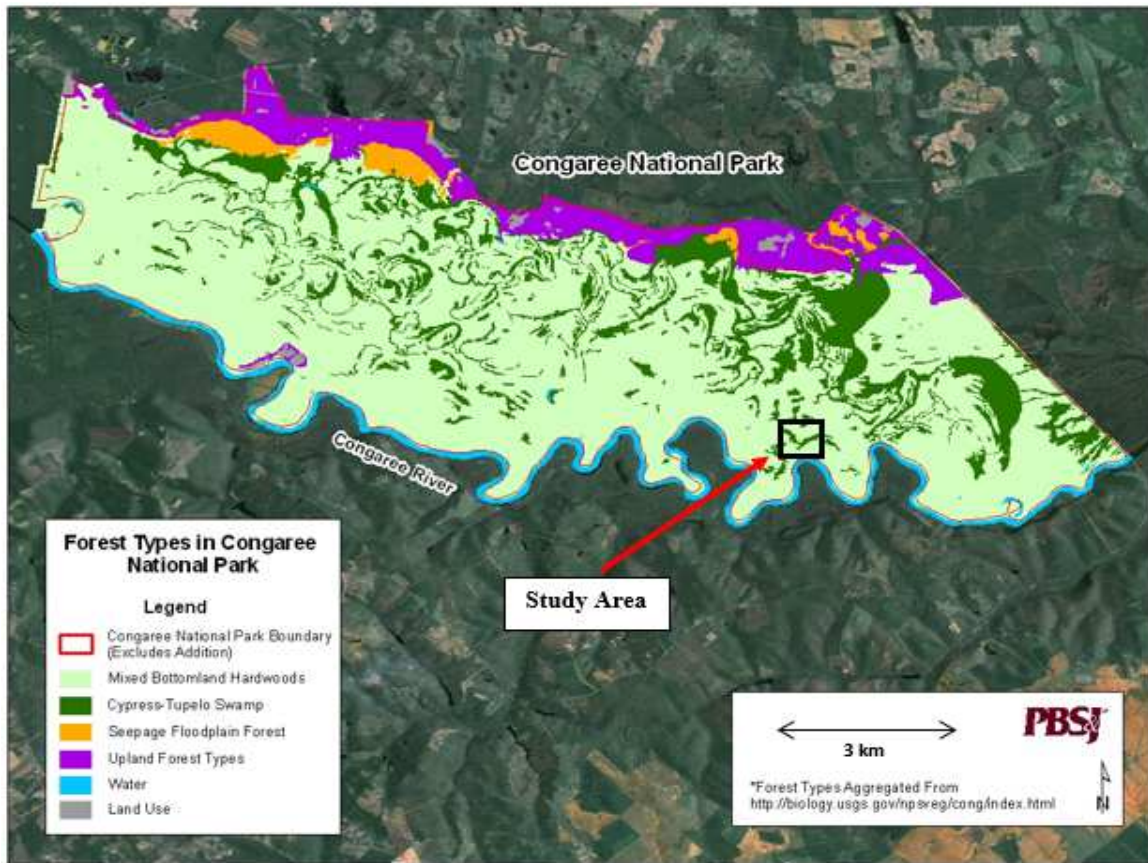 Congaree National Park
Congaree River
Study Area
Forest Types in Congaree
National Park
Legend
Congaree National Park Boundary
(Excludes Addition)
Mixed Bottomland Hardwoods
Cypress-Tupelo Swamp
Seepage Floodplain Forest
Upland Forest Types
Water
Land Use
3 km
PBS&J
*Forest Types Aggregated From
http://biology.usgs.gov/npsveg/cong/index.html
N